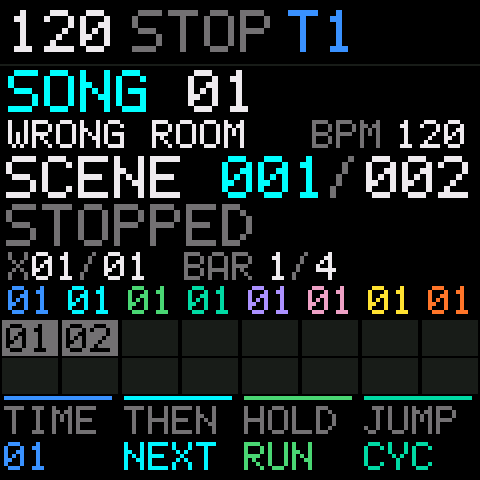 120 STOP T1
SONG 01
WRONG ROOM BPM 120
SCENE 001/002
STOPPED
X01/01 BAR 1/4
01 01 01 01 01 01 01 01
01 02
TIME THEN HOLD JUMP
01 NEXT RUN CYC